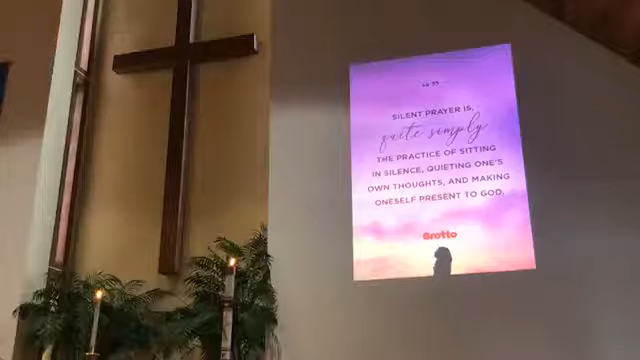 SILENT PRAYER IS,
quite simply
THE PRACTICE OF SITTING
IN SILENCE, QUIETING ONE'S
OWN THOUGHTS, AND MAKING
ONESELF PRESENT TO GOD.
Grotto